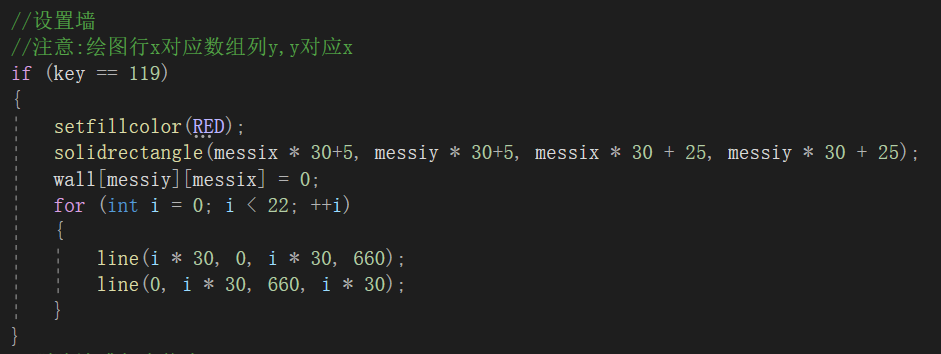 //设置墙
//注意:绘图行x对应数组列y,y对应x
if (key == 119)
{
    setfillcolor(RED);
    solidrectangle(messix * 30+5, messiy * 30+5, messix * 30 + 25, messiy * 30 + 25);
    wall[messiy][messix] = 0;
    for (int i = 0; i < 22; ++i)
    {
        line(i * 30, 0, i * 30, 660);
        line(0, i * 30, 660, i * 30);
    }
}